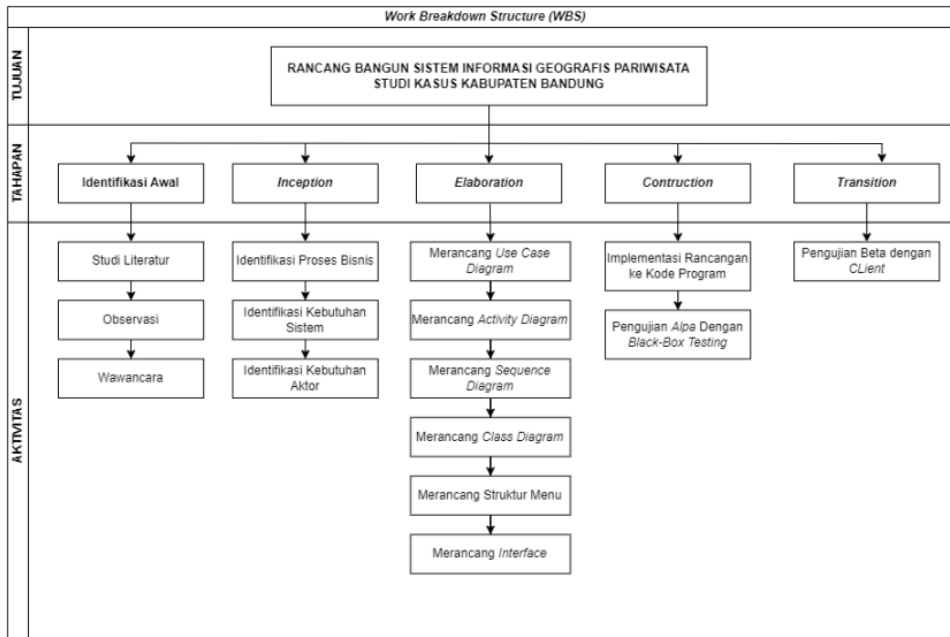 Work Breakdown Structure (WBS)
TUJUAN
RANCANG BANGUN SISTEM INFORMASI GEOGRAFIS PARIWISATA
STUDI KASUS KABUPATEN BANDUNG
TAHAPAN
Identifikasi Awal
Inception
Elaboration
Contruction
Transition
AKTIVITAS
Studi Literatur
Observasi
Wawancara
Identifikasi Proses Bisnis
Identifikasi Kebutuhan
Sistem
Identifikasi Kebutuhan
Aktor
Merancang Use Case
Diagram
Merancang Activity Diagram
Merancang Sequence
Diagram
Merancang Class Diagram
Merancang Struktur Menu
Merancang Interface
Implementasi Rancangan
ke Kode Program
Pengujian Alpa Dengan
Black-Box Testing
Pengujian Beta dengan
CLient